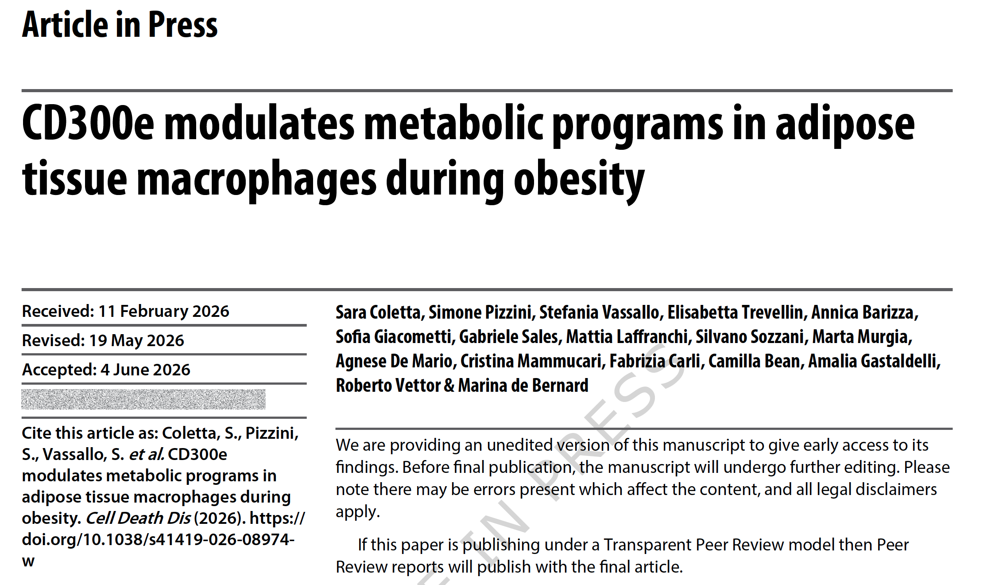 Article in Press
CD300e modulates metabolic programs in adipose
tissue macrophages during obesity
Received: 11 February 2026
Revised: 19 May 2026
Accepted: 4 June 2026
Cite this article as: Coletta, S., Pizzini,
S., Vassallo, S. et al. CD300e
modulates metabolic programs in
adipose tissue macrophages during
obesity. Cell Death Dis (2026). https://
doi.org/10.1038/s41419-026-08974-
w
Sara Coletta, Simone Pizzini, Stefania Vassallo, Elisabetta Trevellin, Annica Barizza,
Sofia Giacometti, Gabriele Sales, Mattia Laffranchi, Silvano Sozzani, Marta Murgia,
Agnese De Mario, Cristina Mammucari, Fabrizia Carli, Camilla Bean, Amalia Gastaldelli,
Roberto Vettor & Marina de Bernard
We are providing an unedited version of this manuscript to give early access to its
findings. Before final publication, the manuscript will undergo further editing. Please
note there may be errors present which affect the content, and all legal disclaimers
apply.
If this paper is publishing under a Transparent Peer Review model then Peer
Review reports will publish with the final article.
IN PRESS